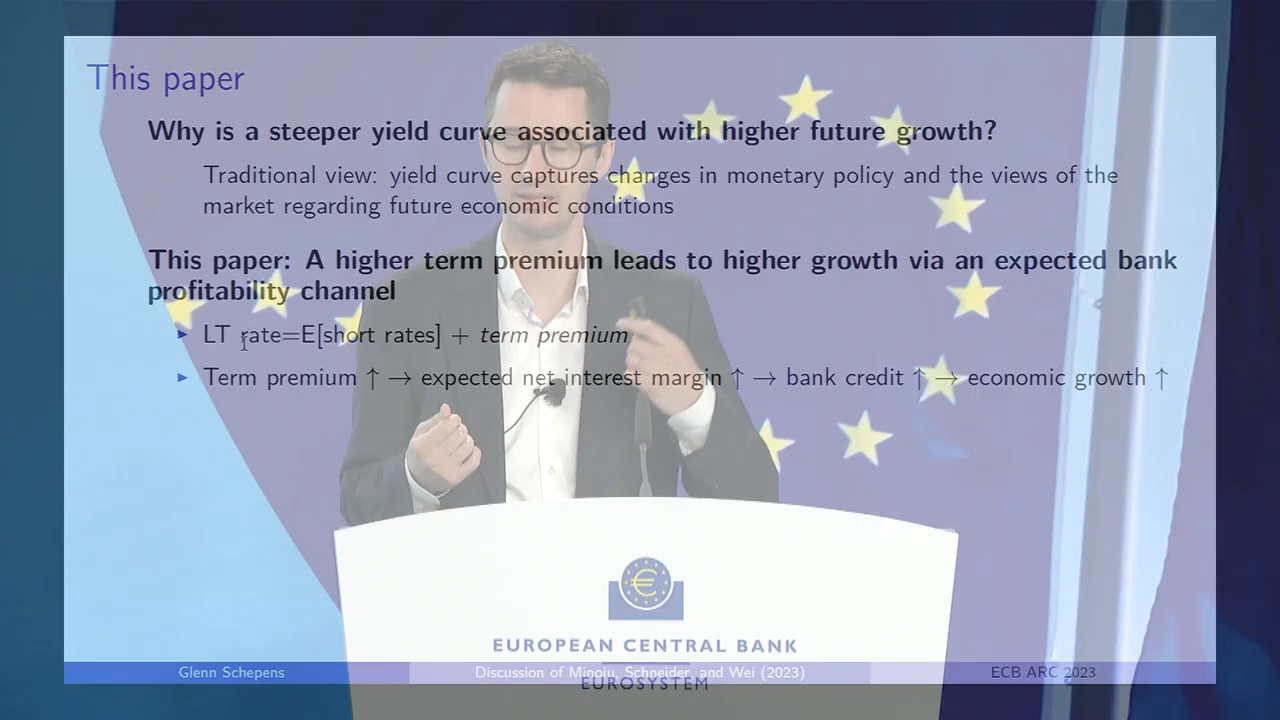 This paper
Why is a steeper yield curve associated with higher future growth?
Traditional view: yield curve captures changes in monetary policy and the views of the
market regarding future economic conditions
This paper: A higher term premium leads to higher growth via an expected bank
profitability channel
▸ LT rate=E[short rates] + term premium
▸ Term premium ↑ → expected net interest margin ↑ → bank credit ↑ → economic growth ↑
€
EUROPEAN CENTRAL BANK
Glenn Schepens
Discussion of Minoiu, Schneider, and Wei (2023)
ECB ARC 2023
EUROSYSTEM